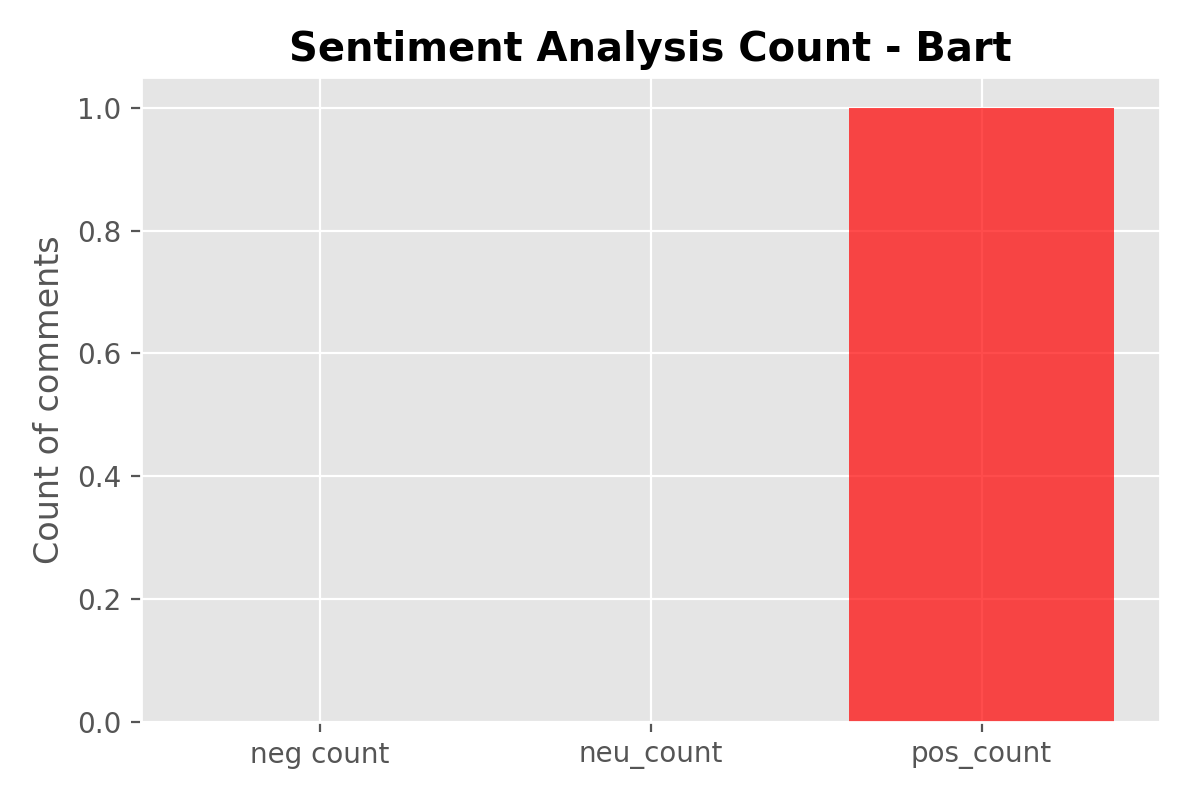 Sentiment Analysis Count - Bart
Count of comments
1.0
0.8
0.6
0.4
0.2
0.0
neg count
neu_count
pos_count